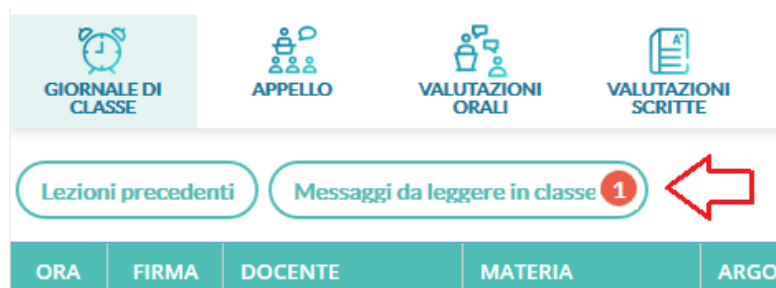 GIORNALE DI
CLASSE
APPELLO
VALUTAZIONI
ORALI
A+
VALUTAZIONI
SCRITTE
Lezioni precedenti
Messaggi da leggere in classe 1
ORA FIRMA DOCENTE MATERIA ARGO